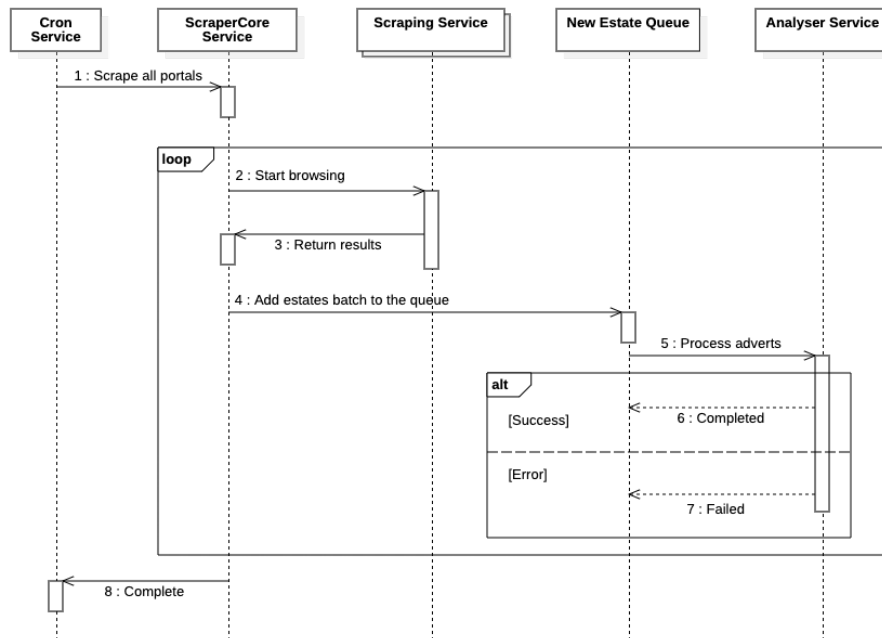 Cron
Service
ScraperCore
Service
Scraping Service
New Estate Queue
Analyser Service
1 : Scrape all portals
loop
2 : Start browsing
3 : Return results
4 : Add estates batch to the queue
5 : Process adverts
alt
[Success]
6 : Completed
[Error]
7 : Failed
8 : Complete